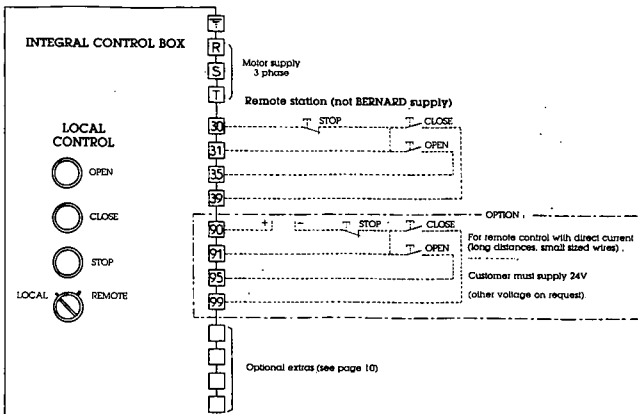 INTEGRAL CONTROL BOX
R
S
T
Motor supply
3 phase
Remote station (not BERNARD supply)
30
STOP
CLOSE
31
OPEN
35
39
LOCAL
CONTROL
OPEN
CLOSE
STOP
LOCAL
REMOTE
OPTION
90
+
-
STOP
CLOSE
91
OPEN
95
99
For remote control with direct current
(long distances, small sized wires).
Customer must supply 24V
(other voltage on request)
Optional extras (see page 10)